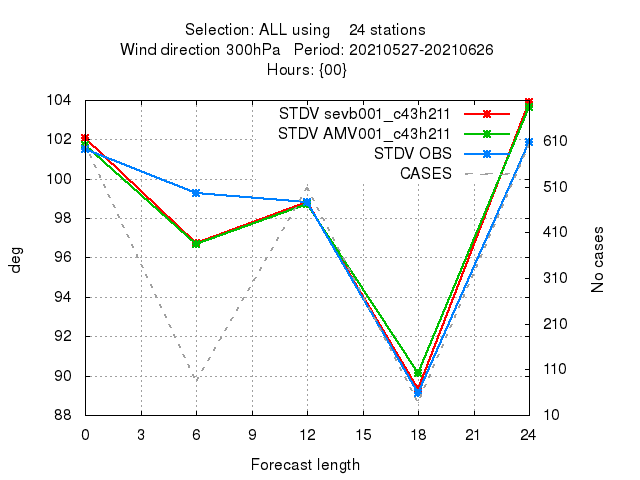 Selection: ALL using    24 stations
Wind direction 300hPa   Period: 20210527-20210626
Hours: {00}
STDV sevb001_c43h211
STDV AMV001_c43h211
STDV OBS
CASES
104
102
100
98
96
94
92
90
88
deg
610
510
410
310
210
110
10
No cases
0 3 6 9 12 15 18 21 24
Forecast length